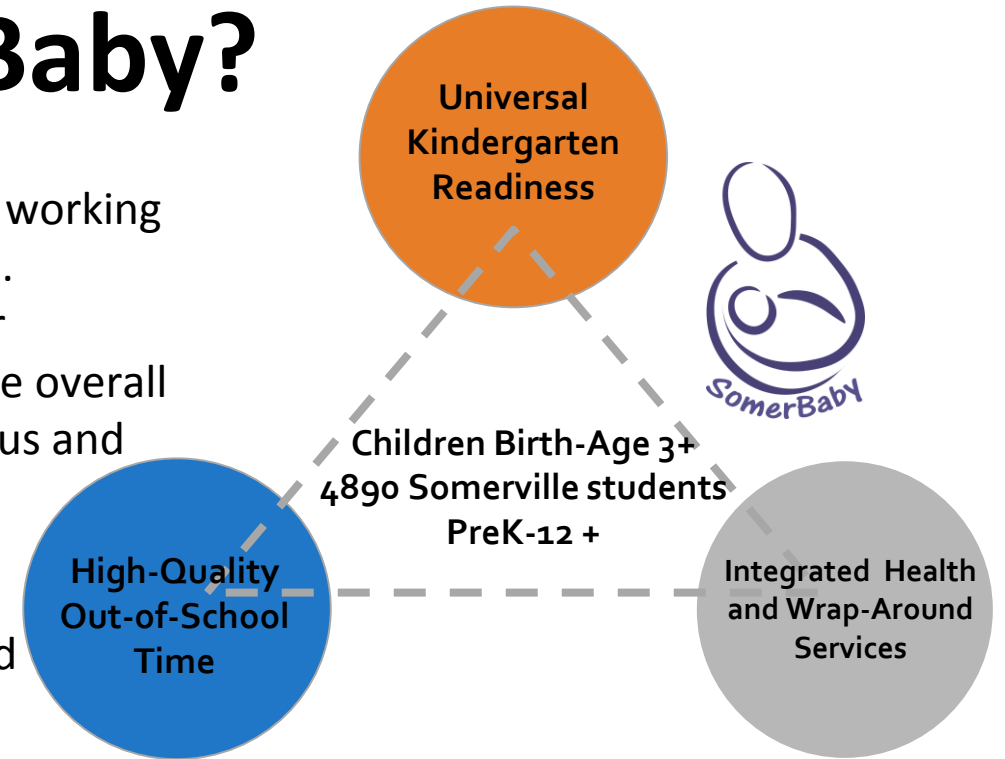 Baby?
working
.
r
e overall
us and
d
Universal
Kindergarten
Readiness
SomerBaby
Children Birth-Age 3+
4890 Somerville students
PreK-12 +
High-Quality
Out-of-School
Time
Integrated Health
and Wrap-Around
Services